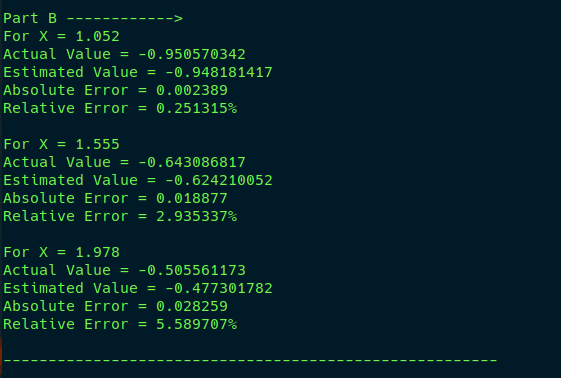 Part B ------------>
For X = 1.052
Actual Value = -0.950570342
Estimated Value = -0.948181417
Absolute Error = 0.002389
Relative Error = 0.251315%
For X = 1.555
Actual Value = -0.643086817
Estimated Value = -0.624210052
Absolute Error = 0.018877
Relative Error = 2.935337%
For X = 1.978
Actual Value = -0.505561173
Estimated Value = -0.477301782
Absolute Error = 0.028259
Relative Error = 5.589707%
-------------------------------------------------------